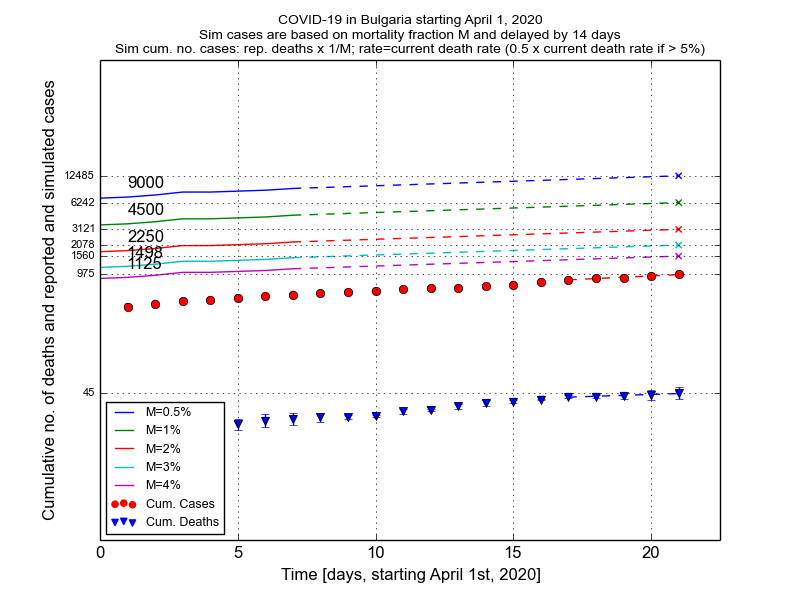 COVID-19 in Bulgaria starting April 1, 2020
Sim cases are based on mortality fraction M and delayed by 14 days
Sim cum. no. cases: rep. deaths x 1/M; rate=current death rate (0.5 x current death rate if > 5%)
Cumulative no. of deaths and reported and simulated cases
12485
6242
3121
2078
1560
975
45
9000
4500
2250
1498
1125
M=0.5%
M=1%
M=2%
M=3%
M=4%
Cum. Cases
Cum. Deaths
0 5 10 15 20
Time [days, starting April 1st, 2020]